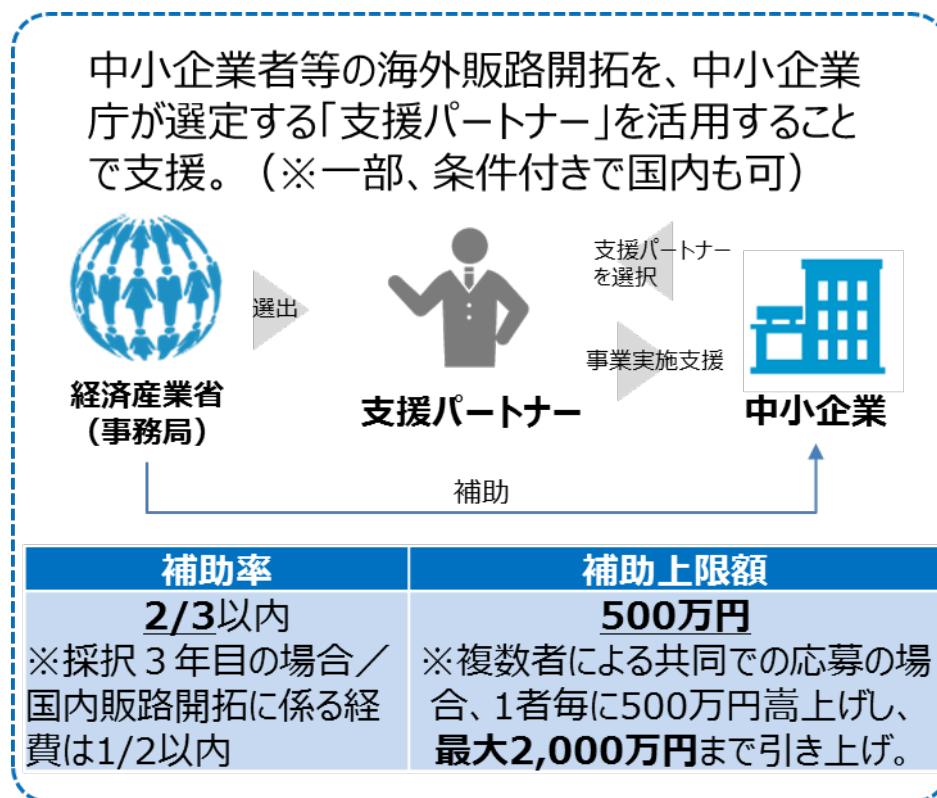 中小企業者等の海外販路開拓を、中小企業
庁が選定する「支援パートナー」を活用すること
で支援。（※一部、条件付きで国内も可）
選出
支援パートナー
を選択
事業実施支援
経済産業省
（事務局）
支援パートナー
中小企業
補助
補助率
補助上限額
2/3以内
※採択３年目の場合／
国内販路開拓に係る経
費は1/2以内
500万円
※複数者による共同での応募の場
合、1者毎に500万円嵩上げし、
最大2,000万円まで引き上げ。